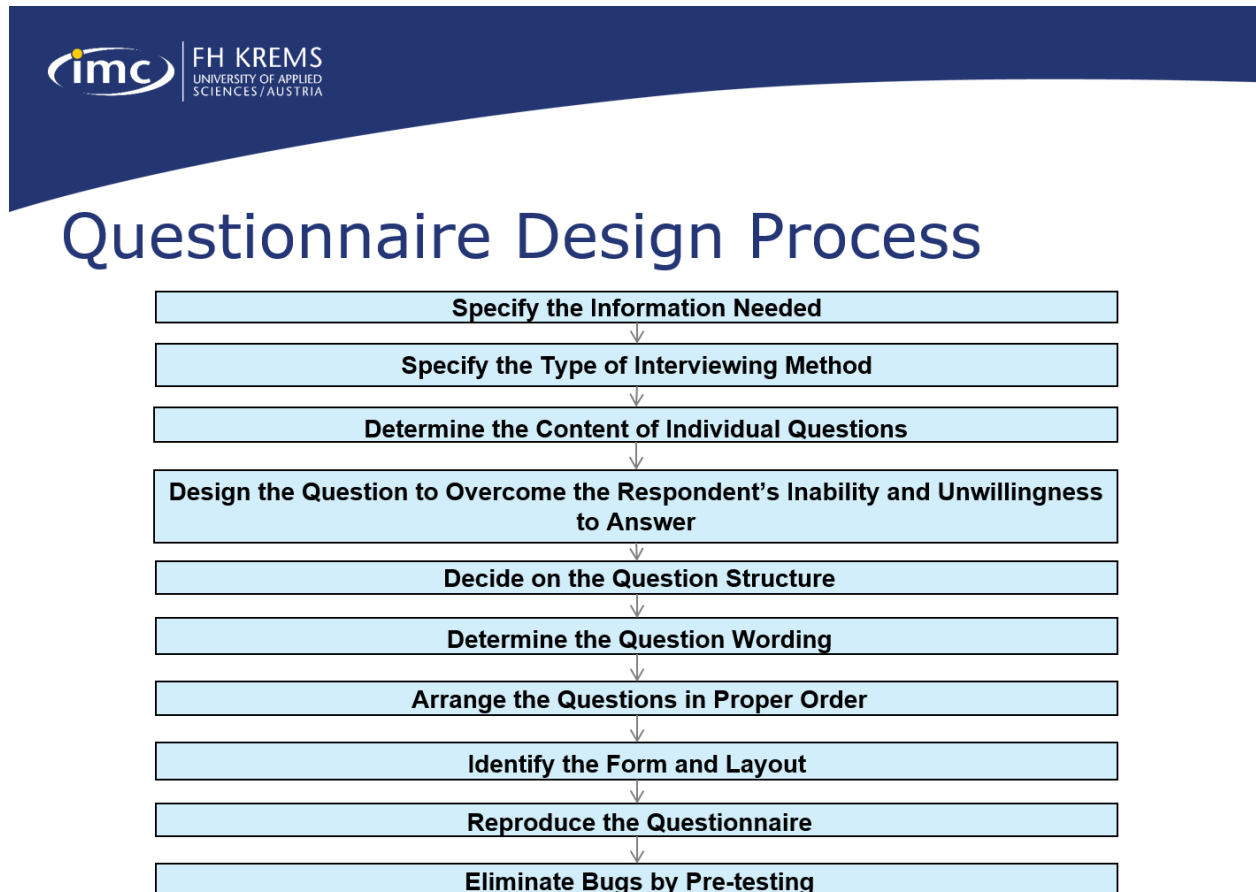 imc
FH KREMS
UNIVERSITY OF APPLIED
SCIENCES/AUSTRIA
Questionnaire Design Process
Specify the Information Needed
Specify the Type of Interviewing Method
Determine the Content of Individual Questions
Design the Question to Overcome the Respondent’s Inability and Unwillingness
to Answer
Decide on the Question Structure
Determine the Question Wording
Arrange the Questions in Proper Order
Identify the Form and Layout
Reproduce the Questionnaire
Eliminate Bugs by Pre-testing